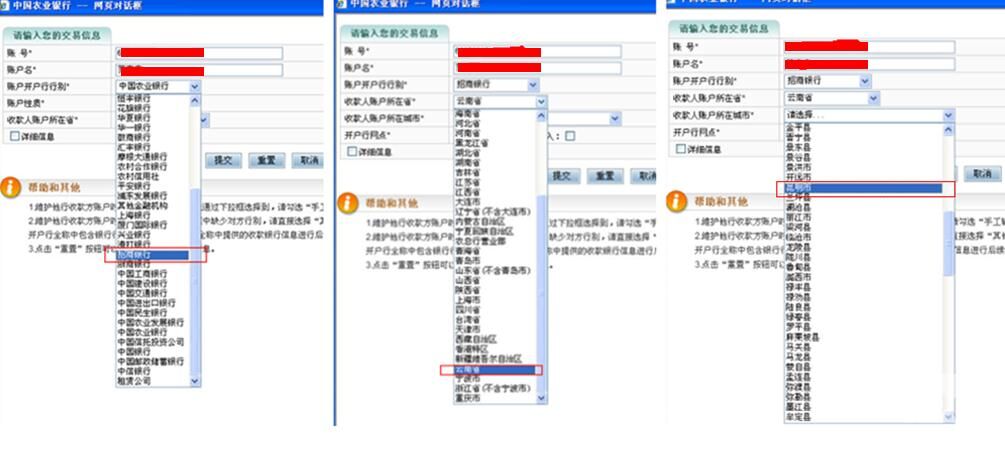 中国农业银行 -- 网页对话框
请输入您的交易信息
账 号*
账户名*
账户开户行行别*
中国农业银行
账户性质*
收款人账户所在省*
详细信息
恒丰银行
花旗银行
华夏银行
华一银行
徽商银行
汇丰银行
摩根大通银行
农村合作银行
农村信用社
平安银行
浦东发展银行
其他金融机构
上海银行
厦门国际银行
兴业银行
渣打银行
招商银行
浙商银行
中国工商银行
中国建设银行
中国交通银行
中国进出口银行
中国民生银行
中国农业发展银行
中国农业银行
中国信托投资公司
中国银行
中国邮政储蓄银行
中信银行
租赁公司
提交
重置
取消
帮助和其他
1.维护他行收款方账户时
过下拉框选择到，请勾选“手工
2.维护他行收款方账户时
中缺少对方行别，请直接选择“其
开户行全称中包含银行
全称中提供的收款银行信息进行后
3.点击“重置”按钮可
息。
中国农业银行 -- 网页对话框
请输入您的交易信息
账 号*
账户名*
账户开户行行别*
招商银行
收款人账户所在省*
云南省
收款人账户所在城市*
开户行网点*
入：
详细信息
海南省
河北省
河南省
黑龙江省
湖北省
湖南省
吉林省
江苏省
江西省
大连市
辽宁省(不含大连市)
内蒙古自治区
宁夏回族自治区
农总行营业部
青海省
青岛市
山东省(不含青岛市)
山西省
陕西省
上海市
四川省
台湾省
天津市
西藏自治区
香港特区
新疆维吾尔自治区
云南省
宁波市
浙江省(不含宁波市)
重庆市
提交
重置
取消
帮助和其他
1.维护他行收款方账户
过下拉框选择到，请勾选“手工
2.维护他行收款方账户
中缺少对方行别，请直接选择“其
开户行全称中包含银行
全称中提供的收款银行信息进行后
3.点击“重置”按钮可以
息。
中国农业银行 -- 网页对话框
请输入您的交易信息
账 号*
账户名*
账户开户行行别*
招商银行
收款人账户所在省*
云南省
收款人账户所在城市*
请选择...
开户行网点*
详细信息
金平县
晋宁县
景东县
景谷县
景洪市
开远市
昆明市
兰坪县
澜沧县
丽江市
梁河县
临沧市
龙陵县
陇川县
鲁甸县
潞西市
禄丰县
禄劝县
陆良县
绿春县
罗平县
麻栗坡县
马关县
马龙县
蒙自县
孟连县
弥渡县
弥勒县
墨江县
牟定县
取消
帮助和其他
1.维护他行收款方账户
请勾选“手工
2.维护他行收款方账户
请直接选择“其
开户行全称中包含银行
信息进行后续
3.点击“重置”按钮可以